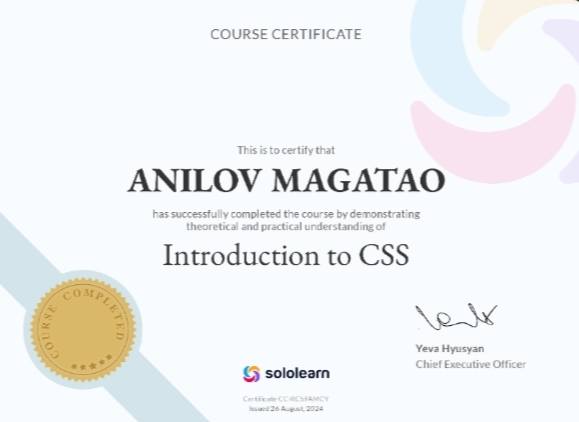 COURSE CERTIFICATE
This is to certify that
ANILOV MAGATAO
has successfully completed the course by demonstrating
theoretical and practical understanding of
Introduction to CSS
COURSE COMPLETED
Yeva Hyusyan
Chief Executive Officer
sololearn
Certificate
Issued 26 August, 2024